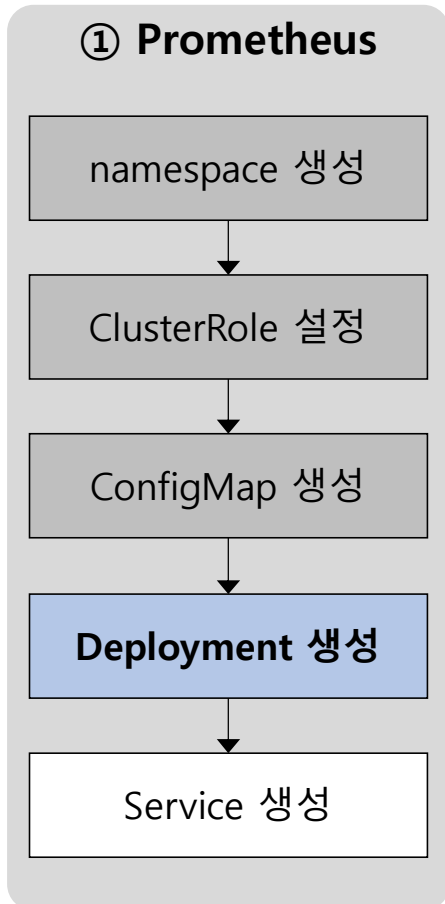 ① Prometheus
namespace 생성
ClusterRole 설정
ConfigMap 생성
Deployment 생성
Service 생성